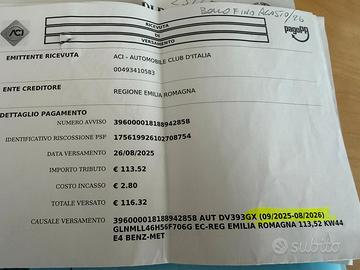 BOLLO FINO AGOSTO/26
ACI
RICEVUTA
DI
VERSAMENTO
pagoPA
EMITTENTE RICEVUTA
ACI - AUTOMOBILE CLUB D'ITALIA
00493410583
ENTE CREDITORE
REGIONE EMILIA ROMAGNA
DETTAGLIO PAGAMENTO
NUMERO AVVISO 396000018188942858
IDENTIFICATIVO RISCOSSIONE PSP 175619926102708754
DATA VERSAMENTO 26/08/2025
IMPORTO TRIBUTO € 113.52
COSTO INCASSO € 2.80
TOTALE VERSATO € 116.32
CAUSALE VERSAMENTO 396000018188942858 AUT DV393GX (09/2025-08/2026)
GLNMLL46H56F706G EC-REG EMILIA ROMAGNA 113,52 KW44
E4 BENZ-MET
subito